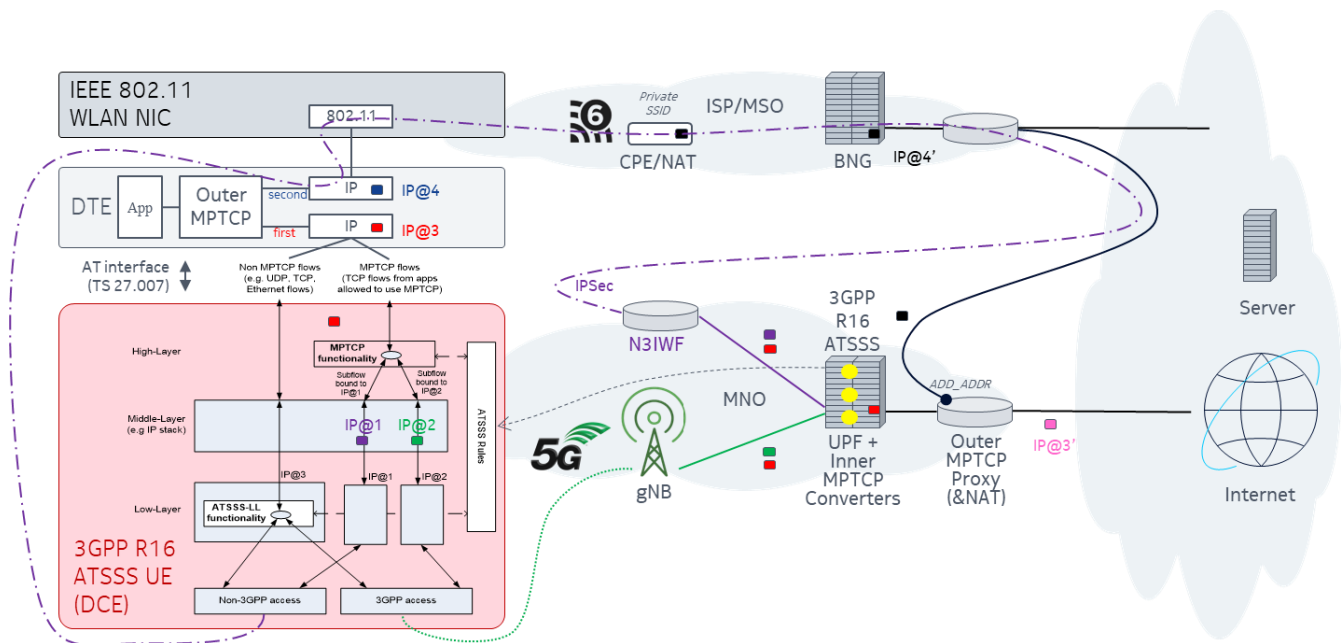 IEEE 802.11
WLAN NIC
802.11
DTE
App
Outer
MPTCP
second
first
IP
IP@4
IP
IP@3
AT interface
(TS 27.007)
Non MPTCP flows
(e.g. UDP, TCP,
Ethernet flows)
MPTCP flows
(TCP flows from apps
allowed to use MPTCP)
High-Layer
MPTCP
functionality
Subflow
bound to
IP@1
Subflow
bound to
IP@2
Middle-Layer
(e.g IP stack)
IP@1
IP@2
ATSSS Rules
IP@3
IP@1
IP@2
Low-Layer
ATSSS-LL
functionality
3GPP R16
ATSSS UE
(DCE)
Non-3GPP access
3GPP access
6
Private
SSID
ISP/MSO
CPE/NAT
BNG
IP@4’
IPSec
N3IWF
3GPP
R16
ATSSS
MNO
5G
gNB
UPF +
Inner
MPTCP
Converters
ADD_ADDR
Outer
MPTCP
Proxy
(&NAT)
IP@3’
Server
Internet